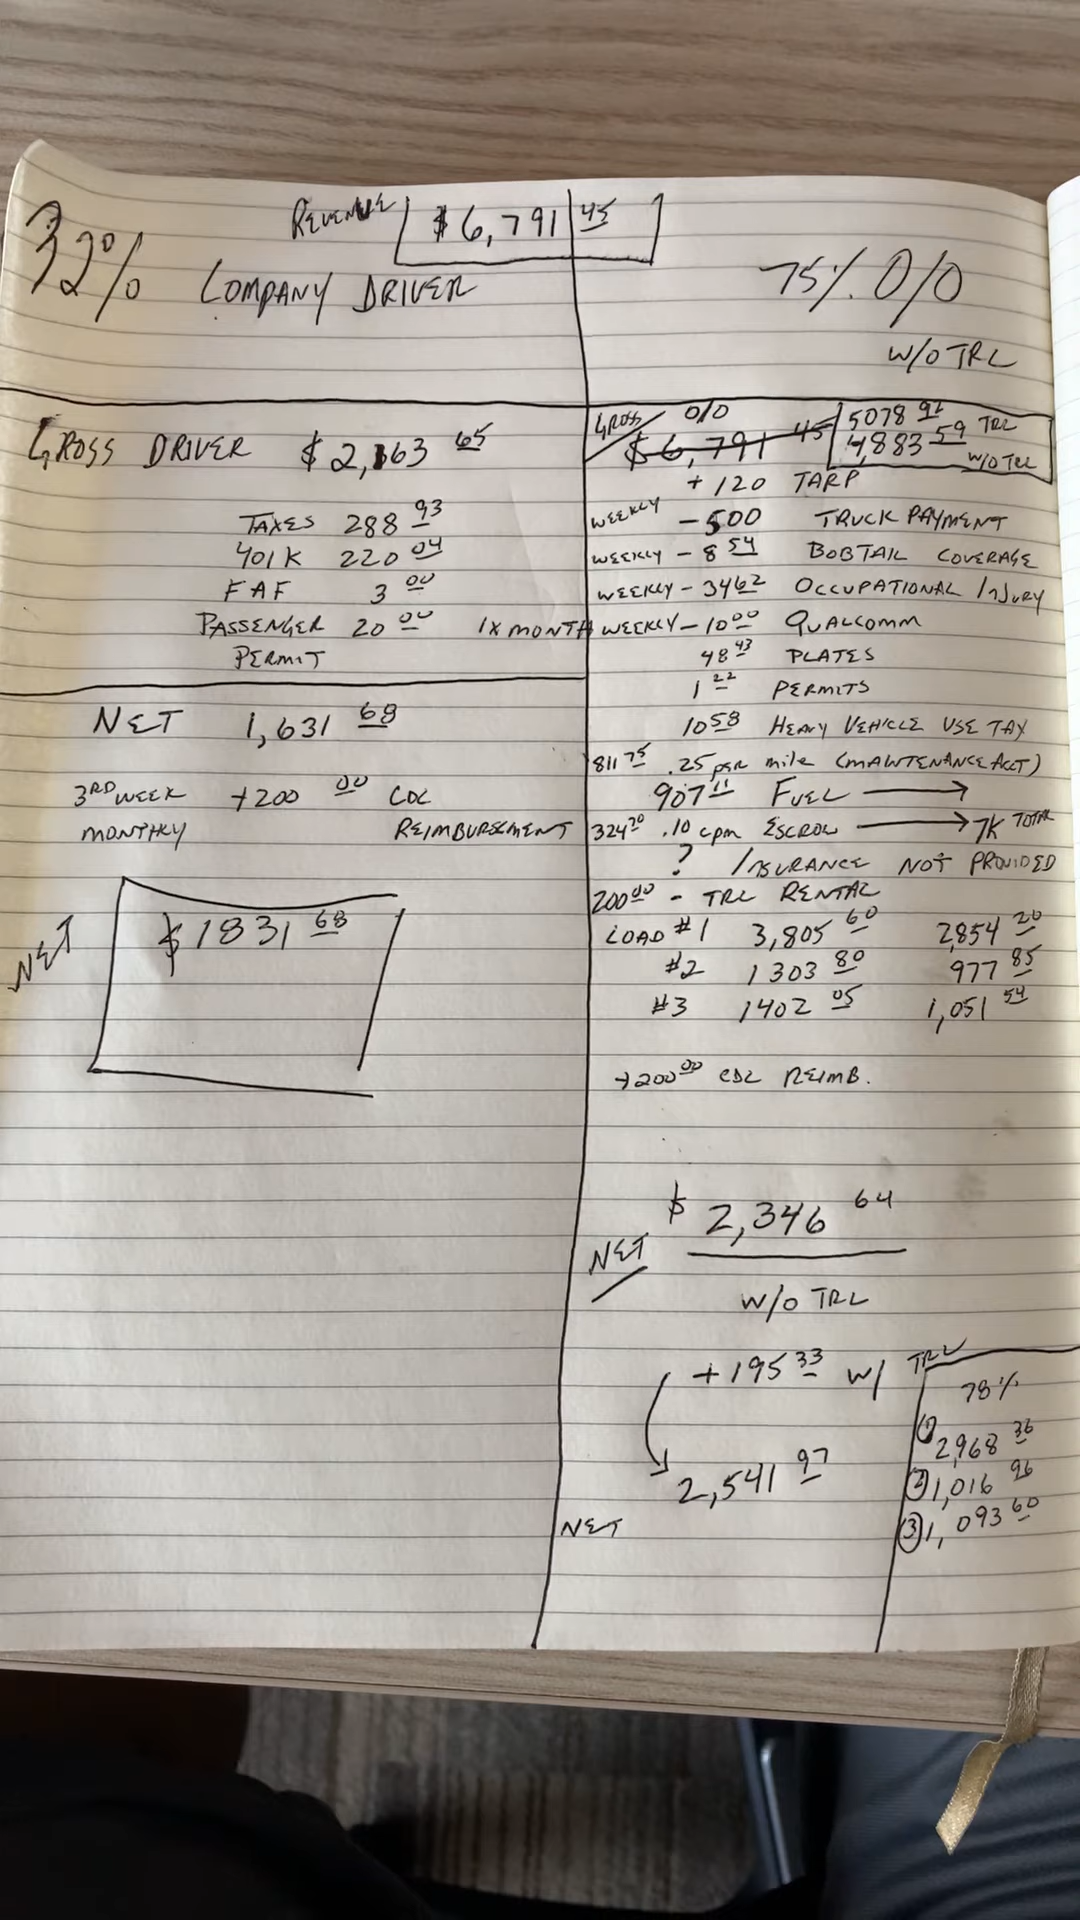 REVENUE $6,791 45
32% COMPANY DRIVER
75% O/O
W/O TRL
GROSS DRIVER $2,163 65
TAXES 288 93
401K 220 04
FAF 3 00
PASSENGER 20 00 1X MONTH
PERMIT
NET 1,631 68
3RD WEEK +200 00 CDL
MONTHLY REIMBURSEMENT
NET $1831 68
GROSS O/O
$6,791 45
5078 92 TRL
4,883 59 W/O TRL
+120 TARP
WEEKLY -500 TRUCK PAYMENT
WEEKLY - 8 54 BOBTAIL COVERAGE
WEEKLY - 34 62 OCCUPATIONAL INJURY
WEEKLY - 10 00 QUALCOMM
48 43 PLATES
1 22 PERMITS
10 58 HEAVY VEHICLE USE TAX
811 75 .25 per mile (MAINTENANCE ACCT)
907 11 FUEL →
324 70 .10 cpm ESCROW → 7K TOTAL
? INSURANCE NOT PROVIDED
200 00 - TRL RENTAL
LOAD #1 3,805 60 2,854 20
#2 1303 80 977 85
#3 1402 05 1,051 54
+200 00 CDL REIMB.
$ 2,346 64
NET
W/O TRL
+195 33 W/ TRL
2,541 97
NET
78%
① 2,968 36
② 1,016 96
③ 1,093 60